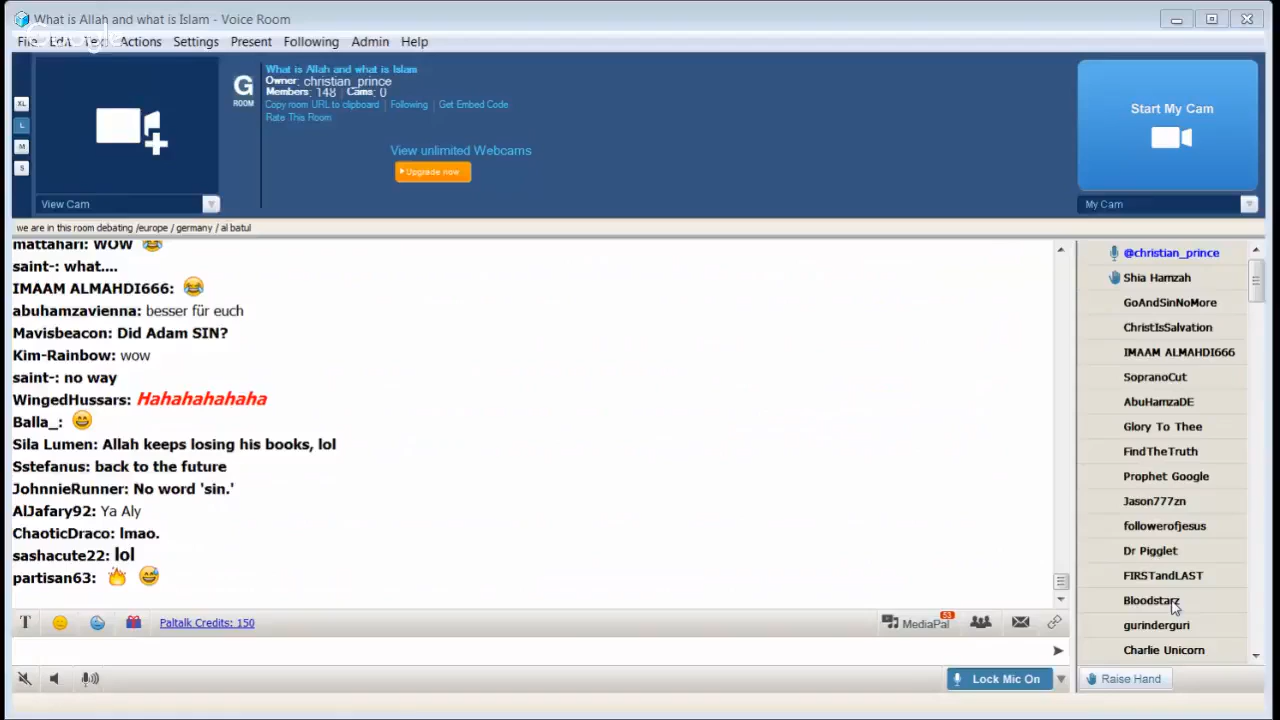 What is Allah and what is Islam - Voice Room
File Edit Text Actions Settings Present Following Admin Help
Google
What is Allah and what is Islam
Owner: christian_prince
Members: 148 Cams: 0
Copy room URL to clipboard | Following | Get Embed Code
Rate This Room
G
ROOM
XL
L
M
S
View unlimited Webcams
Upgrade now
View Cam
Start My Cam
My Cam
we are in this room debating /europe / germany / al batul
mattahari: WOW
saint-: what....
IMAAM ALMAHDI666:
abuhamzavienna: besser für euch
Mavisbeacon: Did Adam SIN?
Kim-Rainbow: wow
saint-: no way
WingedHussars: Hahahahahaha
Balla_:
Sila Lumen: Allah keeps losing his books, lol
Sstefanus: back to the future
JohnnieRunner: No word 'sin.'
AlJafary92: Ya Aly
ChaoticDraco: lmao.
sashacute22: lol
partisan63:
@christian_prince
Shia Hamzah
GoAndSinNoMore
ChristIsSalvation
IMAAM ALMAHDI666
SopranoCut
AbuHamzaDE
Glory To Thee
FindTheTruth
Prophet Google
Jason777zn
followerofjesus
Dr Pigglet
FIRSTandLAST
Bloodstarz
gurinderguri
Charlie Unicorn
T
Paltalk Credits: 150
MediaPal
53
Lock Mic On
Raise Hand